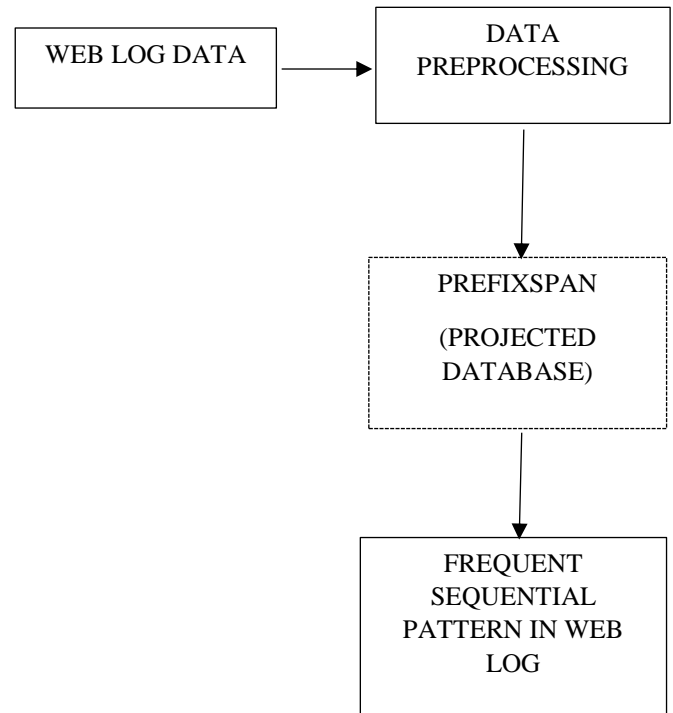 WEB LOG DATA
DATA
PREPROCESSING
PREFIXSPAN
(PROJECTED
DATABASE)
FREQUENT
SEQUENTIAL
PATTERN IN WEB
LOG